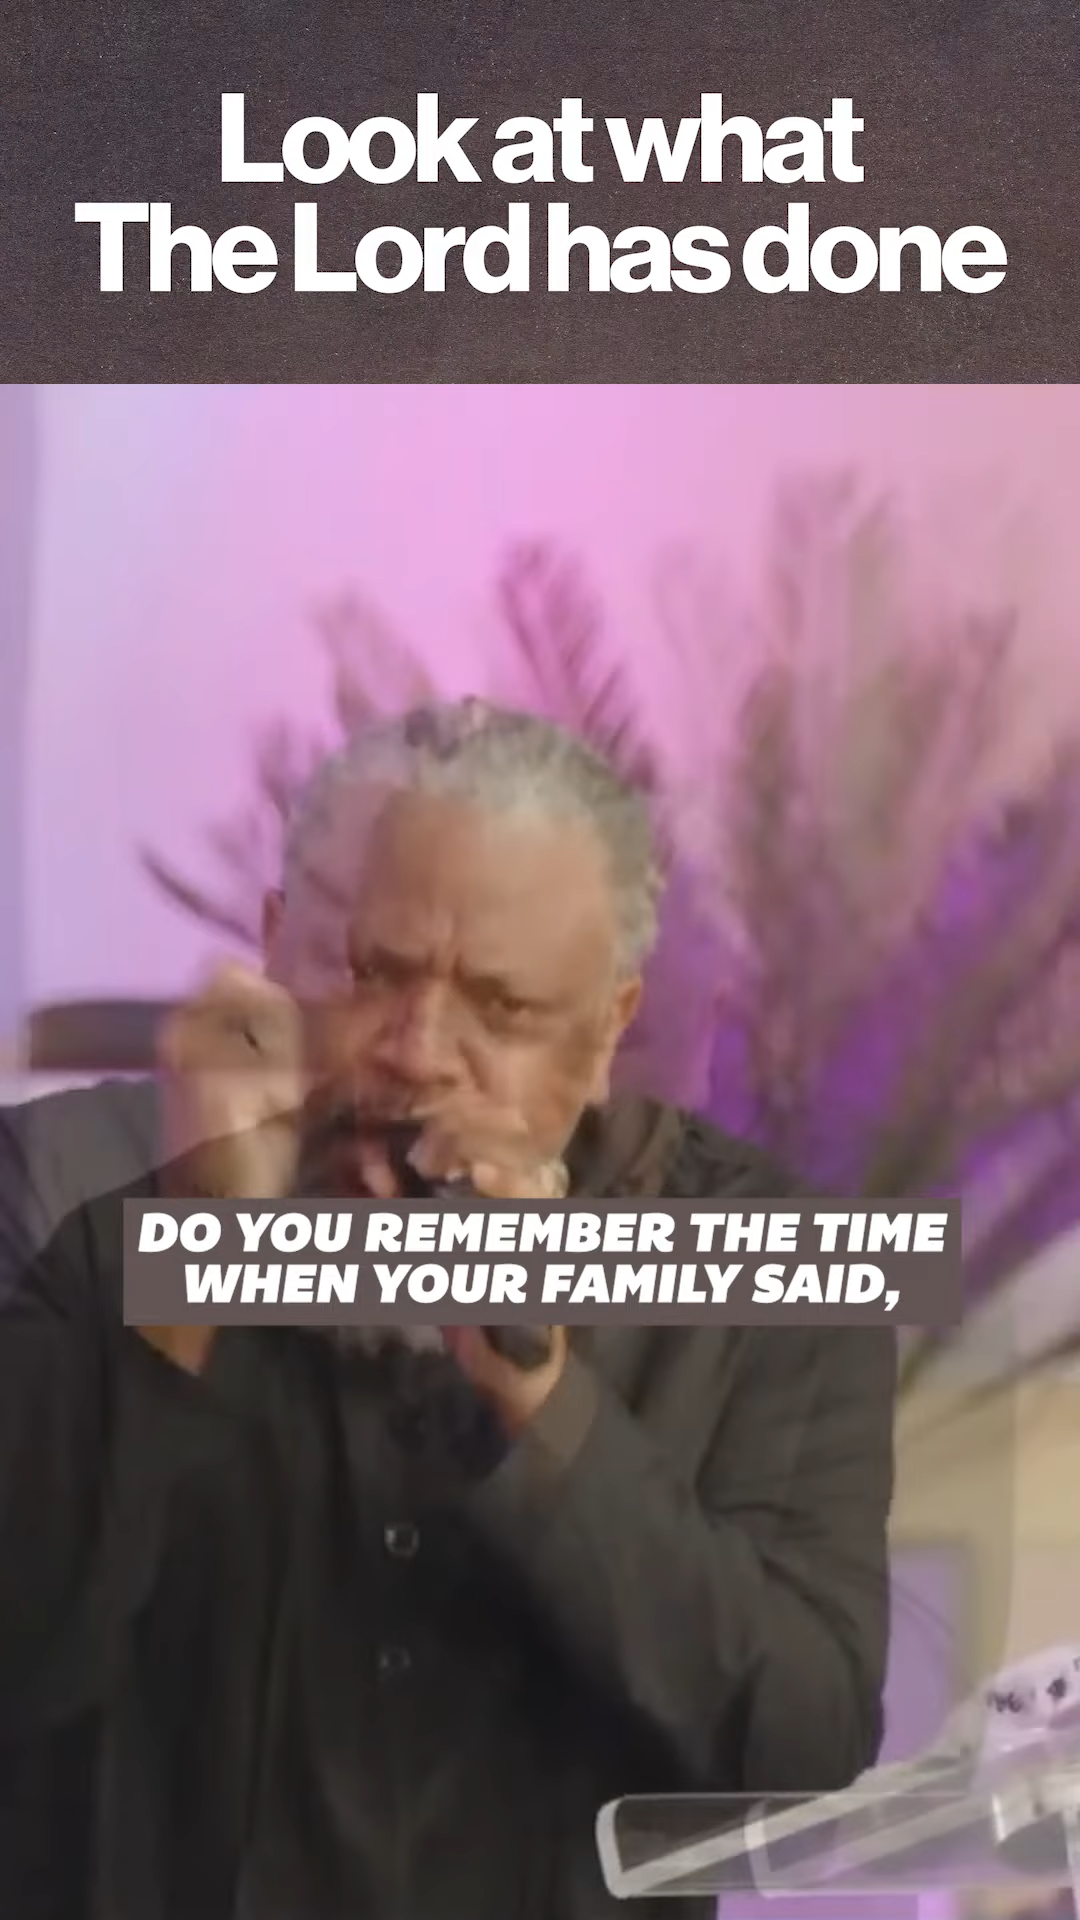 Look at what
The Lord has done
DO YOU REMEMBER THE TIME
WHEN YOUR FAMILY SAID,